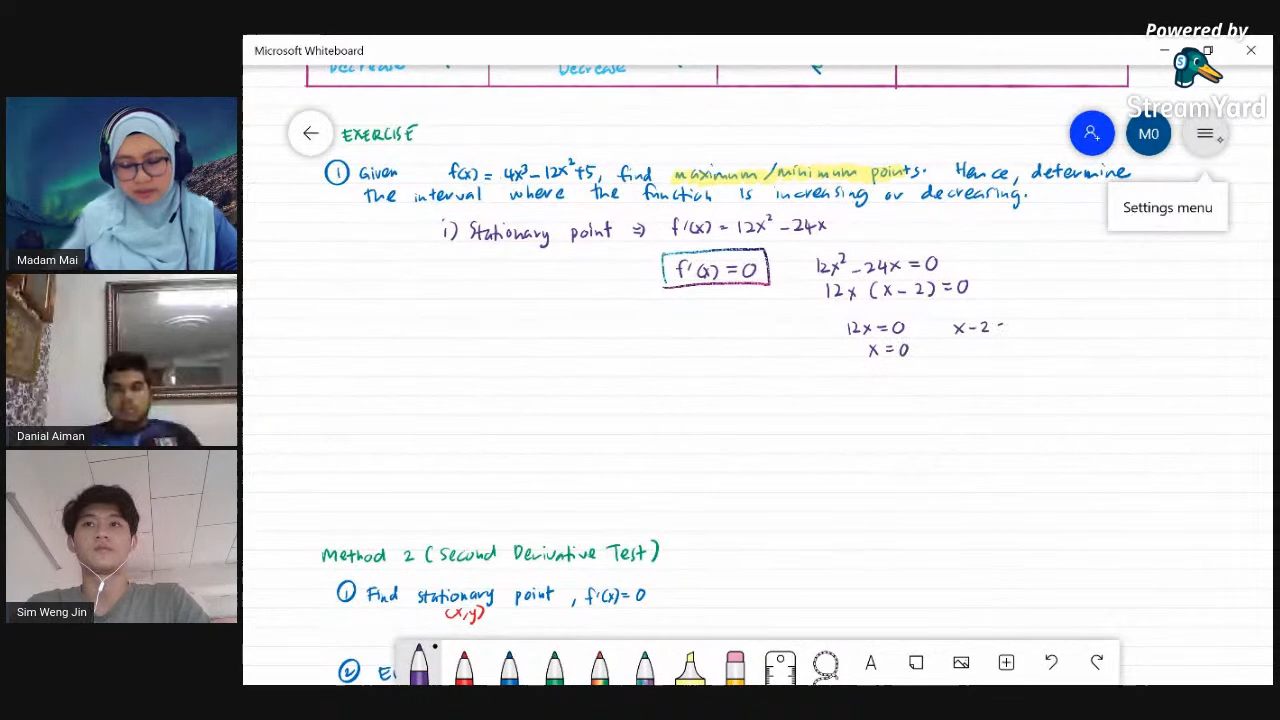 Powered by
StreamYard
Microsoft Whiteboard
Decrease Decrease
EXERCISE
M0
Settings menu
① Given f(x) = 4x³ - 12x² + 5, find maximum/minimum points. Hence, determine
the interval where the function is increasing or decreasing.
i) Stationary point ⇒ f'(x) = 12x² - 24x
f'(x) = 0 12x² - 24x = 0
12x (x - 2) = 0
12x = 0 x - 2 -
x = 0
Method 2 (Second Derivative Test)
① Find stationary point, f'(x) = 0
(x,y)
②
A
Madam Mai
Danial Aiman
Sim Weng Jin